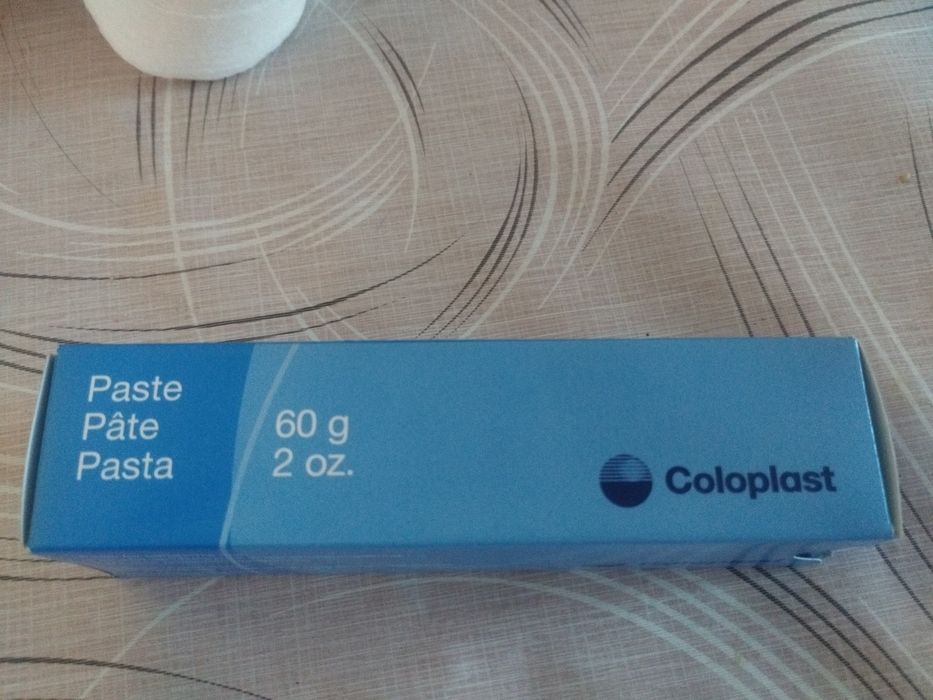 Paste
Pâte
Pasta
60 g
2 oz.
Coloplast